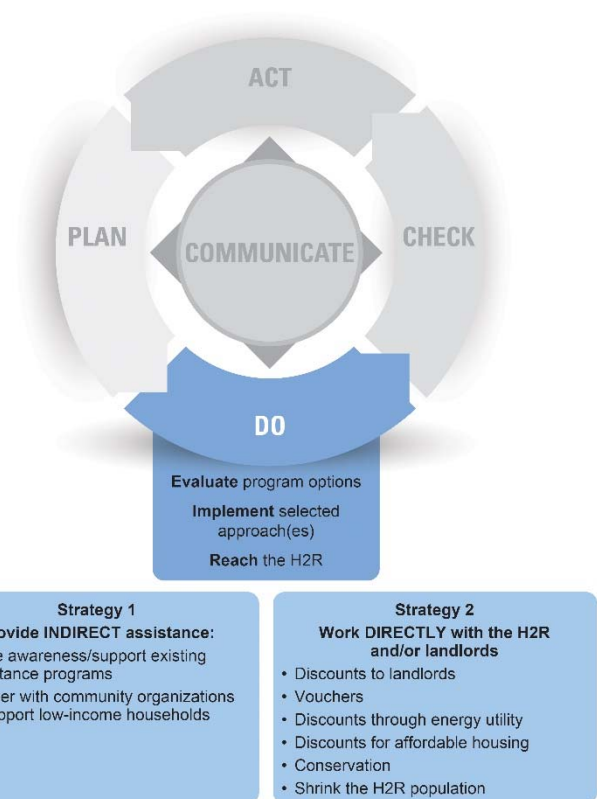 ACT
PLAN
COMMUNICATE
CHECK
DO
Evaluate program options
Implement selected
approach(es)
Reach the H2R
Strategy 1
INDIRECT assistance:
awareness/support existing
programs
with community organizations
low-income households
Strategy 2
Work DIRECTLY with the H2R
and/or landlords
• Discounts to landlords
• Vouchers
• Discounts through energy utility
• Discounts for affordable housing
• Conservation
• Shrink the H2R population